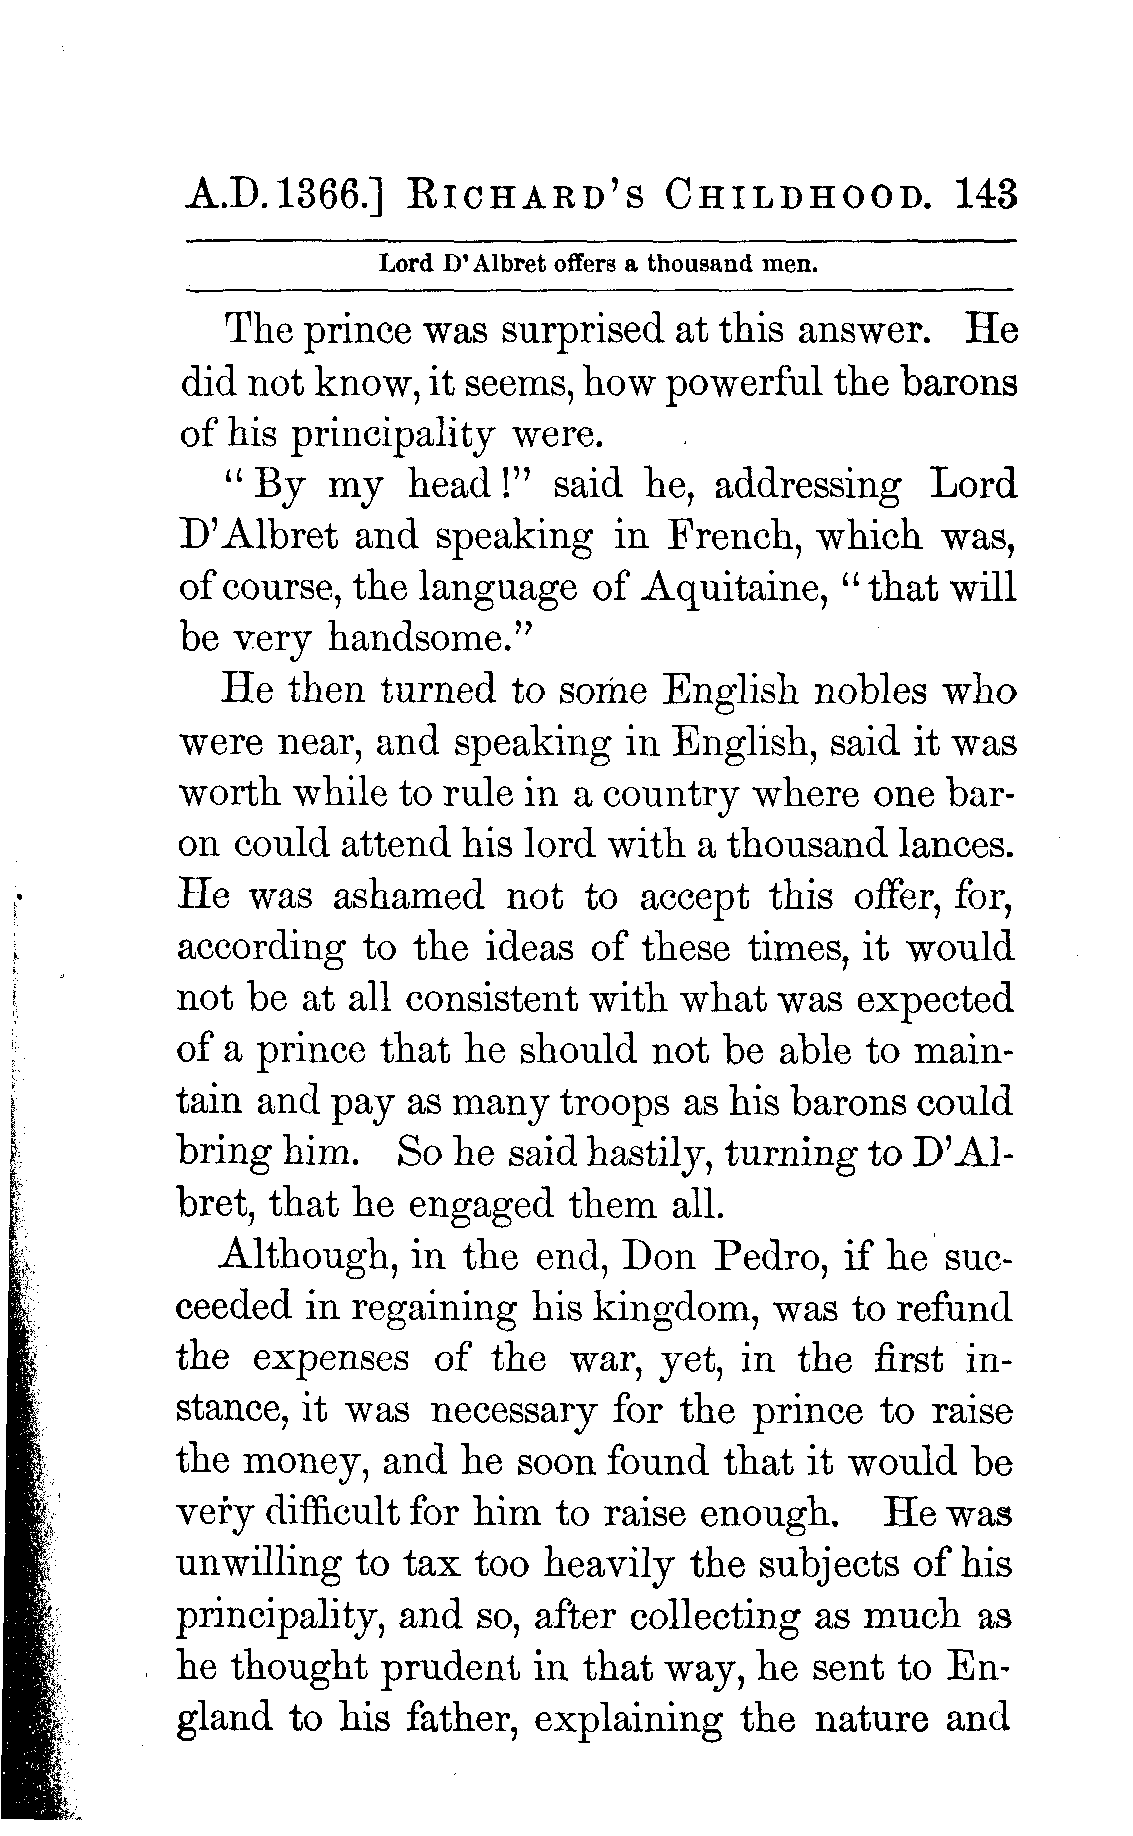 A.D. 1366.] RICHARD'S CHILDHOOD. 143
Lord D'Albret offers a thousand men.
The prince was surprised at this answer. He
did not know, it seems, how powerful the barons
of his principality were.
"By my head!" said he, addressing Lord
D'Albret and speaking in French, which was,
of course, the language of Aquitaine, "that will
be very handsome."
He then turned to some English nobles who
were near, and speaking in English, said it was
worth while to rule in a country where one bar-
on could attend his lord with a thousand lances.
He was ashamed not to accept this offer, for,
according to the ideas of these times, it would
not be at all consistent with what was expected
of a prince that he should not be able to main-
tain and pay as many troops as his barons could
bring him. So he said hastily, turning to D'Al-
bret, that he engaged them all.
Although, in the end, Don Pedro, if he suc-
ceeded in regaining his kingdom, was to refund
the expenses of the war, yet, in the first in-
stance, it was necessary for the prince to raise
the money, and he soon found that it would be
very difficult for him to raise enough. He was
unwilling to tax too heavily the subjects of his
principality, and so, after collecting as much as
he thought prudent in that way, he sent to En-
gland to his father, explaining the nature and